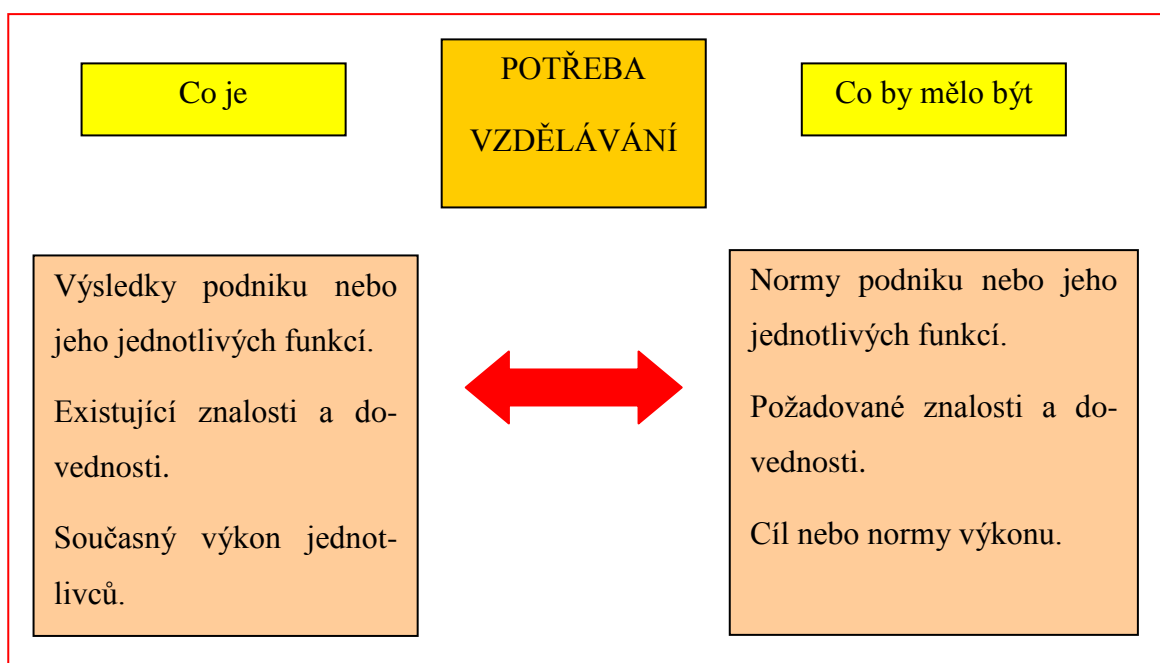 Co je
POTŘEBA
VZDĚLÁVÁNÍ
Co by mělo být
Výsledky podniku nebo
jeho jednotlivých funkcí.
Existující znalosti a do-
vednosti.
Současný výkon jednot-
livců.
Normy podniku nebo jeho
jednotlivých funkcí.
Požadované znalosti a do-
vednosti.
Cíl nebo normy výkonu.